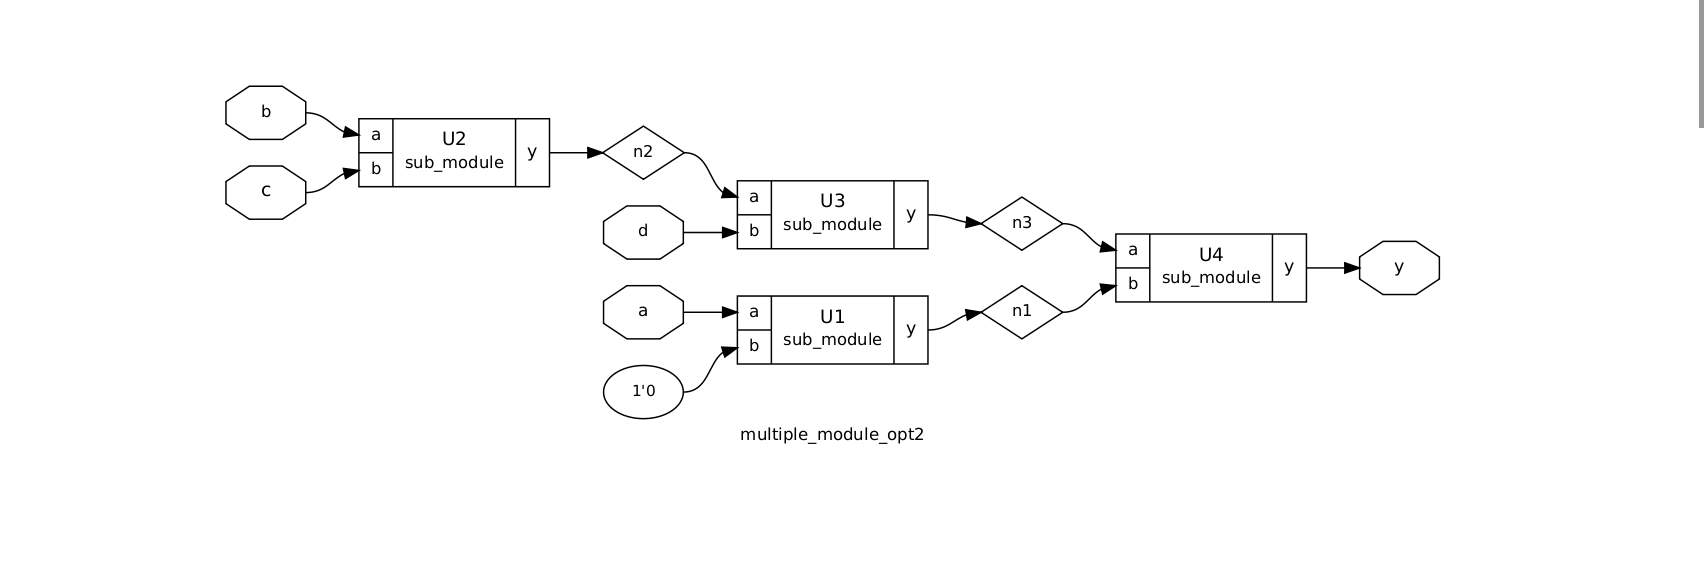 b
c
a
b
U2
sub_module
y
n2
d
a
b
U3
sub_module
y
n3
a
1'0
a
b
U1
sub_module
y
n1
a
b
U4
sub_module
y
y
multiple_module_opt2